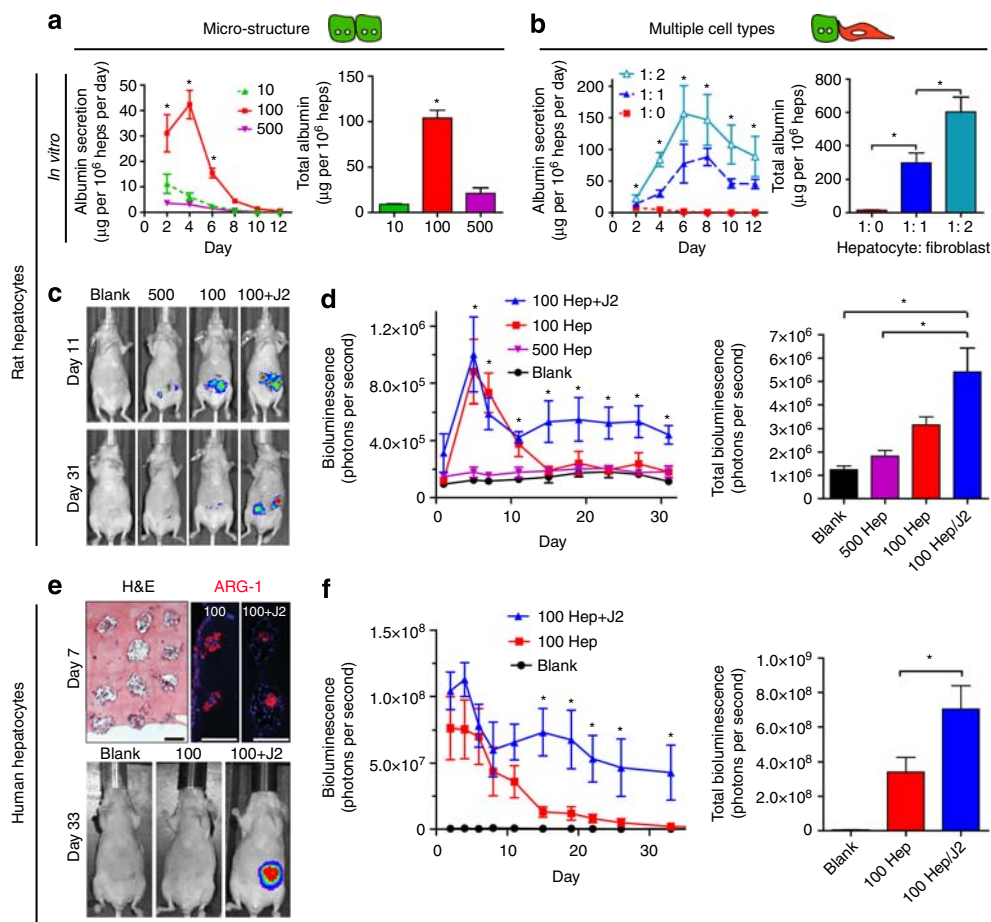 a
Micro-structure
In vitro
Albumin secretion
(µg per 10⁶ heps per day)
50
40
30
20
10
0
0 2 4 6 8 10 12
Day
10
100
500
* * *
Total albumin
(µg per 10⁶ heps)
150
100
50
0
*
10 100 500
b
Multiple cell types
Albumin secretion
(µg per 10⁶ heps per day)
200
150
100
50
0
0 2 4 6 8 10 12
Day
1: 2
1: 1
1: 0
* * * * * *
Total albumin
(µg per 10⁶ heps)
800
600
400
200
0
* *
1: 0 1: 1 1: 2
Hepatocyte: fibroblast
Rat hepatocytes
c
Blank 500 100 100+J2
Day 11
Day 31
d
Bioluminescence
(photons per second)
1.2×10⁶
8.0×10⁵
4.0×10⁵
0
0 10 20 30
Day
100 Hep+J2
100 Hep
500 Hep
Blank
* * * * * * * *
Total bioluminescence
(photons per second)
7×10⁶
6×10⁶
5×10⁶
4×10⁶
3×10⁶
2×10⁶
1×10⁶
0
*
*
Blank
500 Hep
100 Hep
100 Hep/J2
Human hepatocytes
e
H&E ARG-1
100 100+J2
Day 7
Blank 100 100+J2
Day 33
f
Bioluminescence
(photons per second)
1.5×10⁸
1.0×10⁸
5.0×10⁷
0
0 10 20 30
Day
100 Hep+J2
100 Hep
Blank
* * * * *
Total bioluminescence
(photons per second)
1.0×10⁹
8.0×10⁸
6.0×10⁸
4.0×10⁸
2.0×10⁸
0
*
Blank
100 Hep
100 Hep/J2